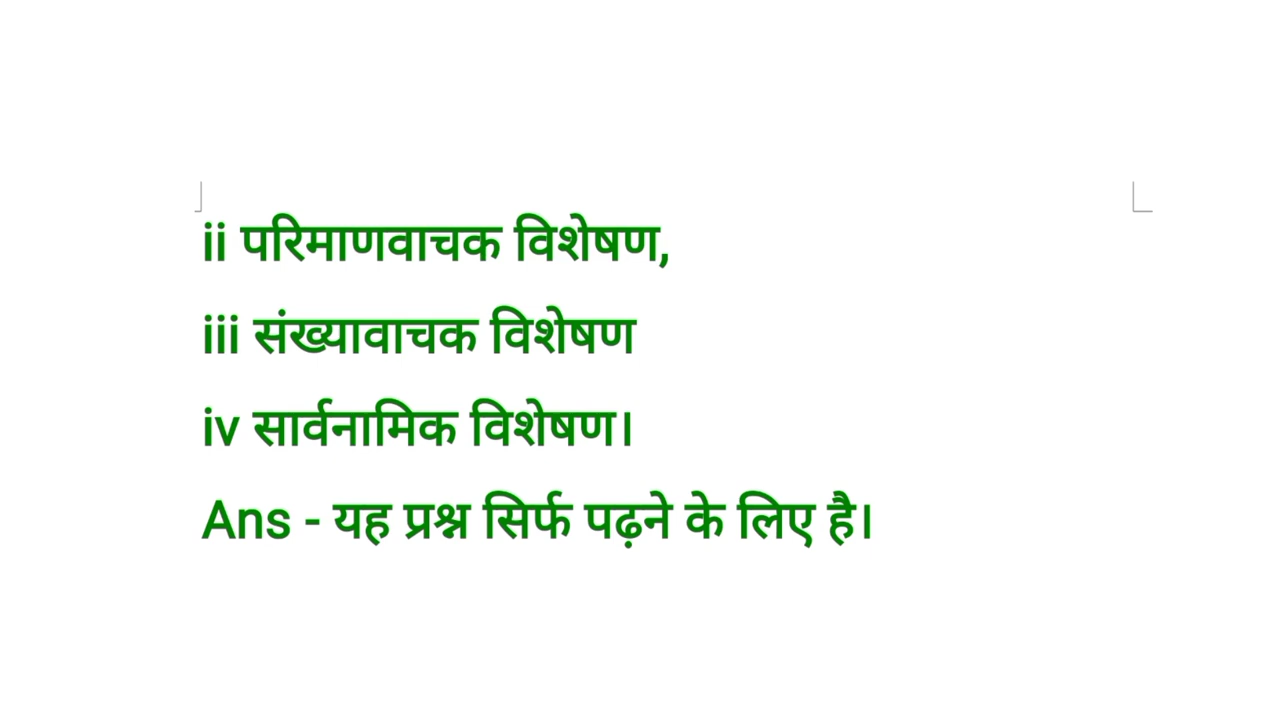 ii परिमाणवाचक विशेषण,
iii संख्यावाचक विशेषण
iv सार्वनामिक विशेषण।
Ans - यह प्रश्न सिर्फ पढ़ने के लिए है।